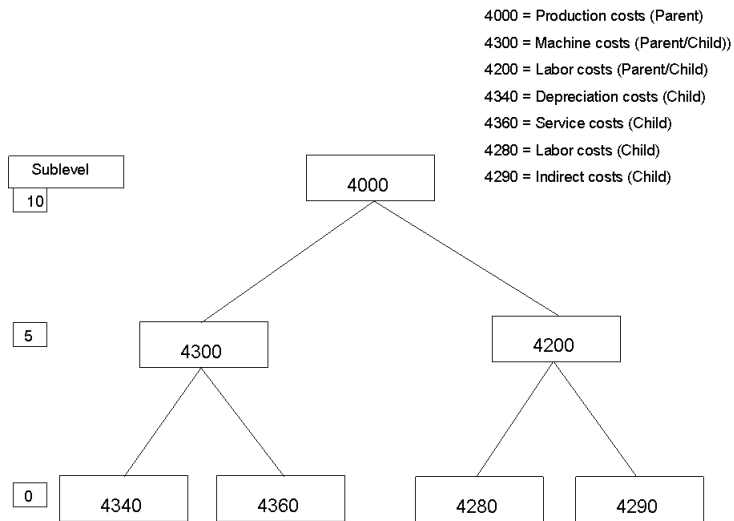 4000 = Production costs (Parent)
4300 = Machine costs (Parent/Child))
4200 = Labor costs (Parent/Child)
4340 = Depreciation costs (Child)
4360 = Service costs (Child)
4280 = Labor costs (Child)
4290 = Indirect costs (Child)
Sublevel
10
4000
5
4300
4200
0
4340
4360
4280
4290